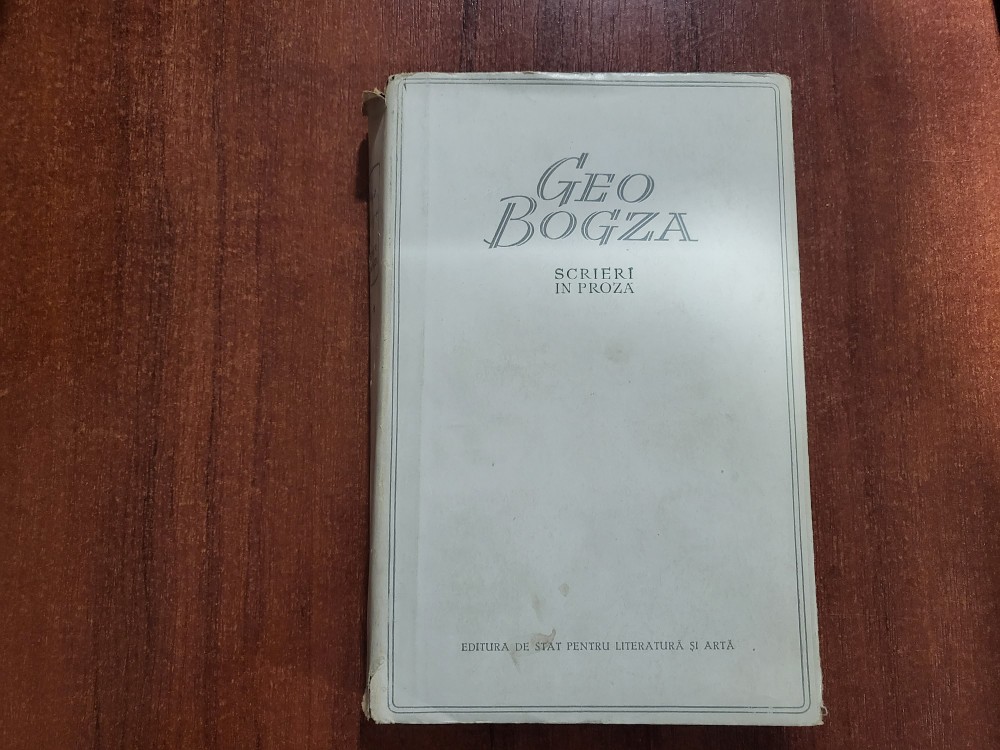 GEO
BOGZA
SCRIERI
IN PROZĂ
EDITURA DE STAT PENTRU LITERATURĂ ȘI ARTĂ